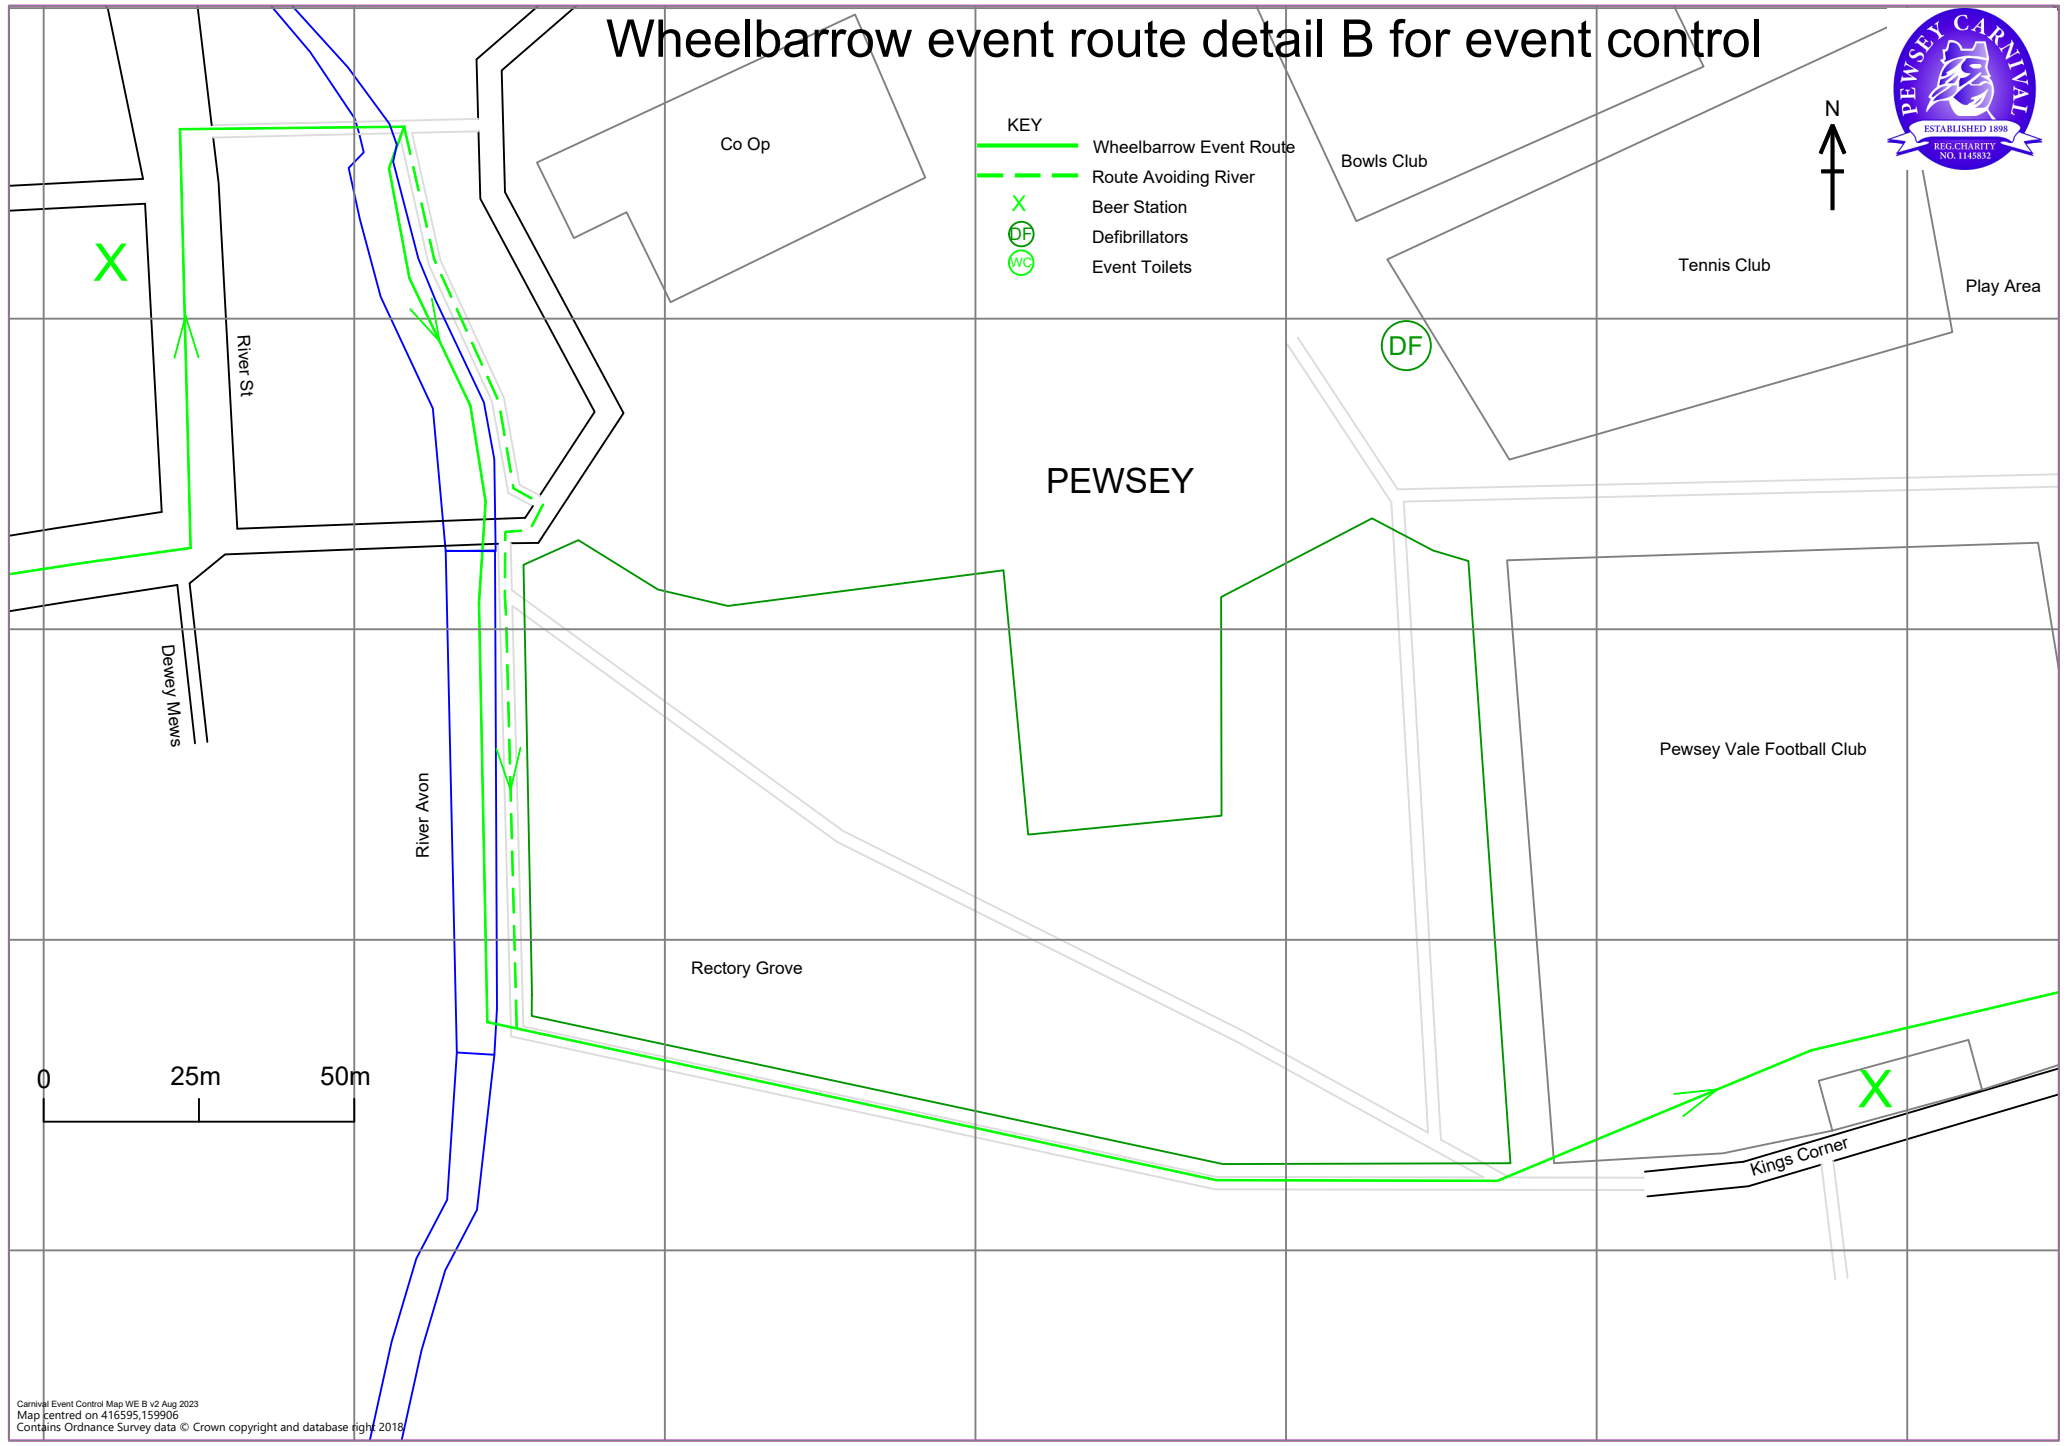 Wheelbarrow event route detail B for event control
PEWSEY CARNIVAL
ESTABLISHED 1898
REG.CHARITY
NO. 1145832
N
KEY
Wheelbarrow Event Route
Route Avoiding River
X Beer Station
DF Defibrillators
WC Event Toilets
Co Op
Bowls Club
Tennis Club
Play Area
X
River St
DF
PEWSEY
Dewey Mews
River Avon
Pewsey Vale Football Club
Rectory Grove
0 25m 50m
X
Kings Corner
Carnival Event Control Map WE B v2 Aug 2023
Map centred on 416595,159906
Contains Ordnance Survey data © Crown copyright and database right 2018